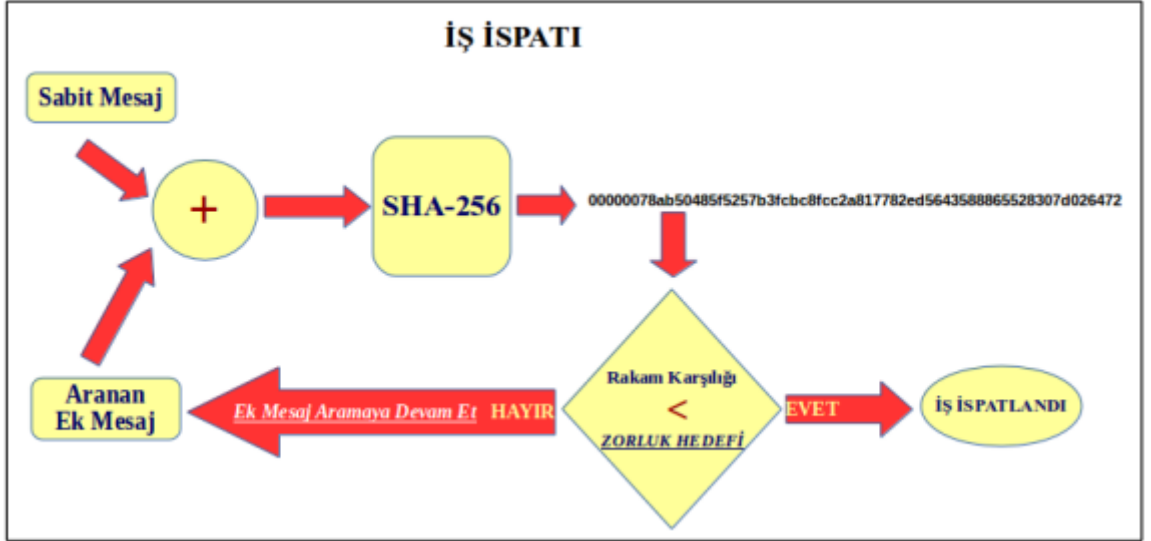 İŞ İSPATI
Sabit Mesaj
+
SHA-256
00000078ab50485f5257b3fcbc8fcc2a817782ed5643588865528307d026472
Aranan
Ek Mesaj
Ek Mesaj Aramaya Devam Et HAYIR
Rakam Karşılığı
<
ZORLUK HEDEFİ
EVET
İŞ İSPATLANDI